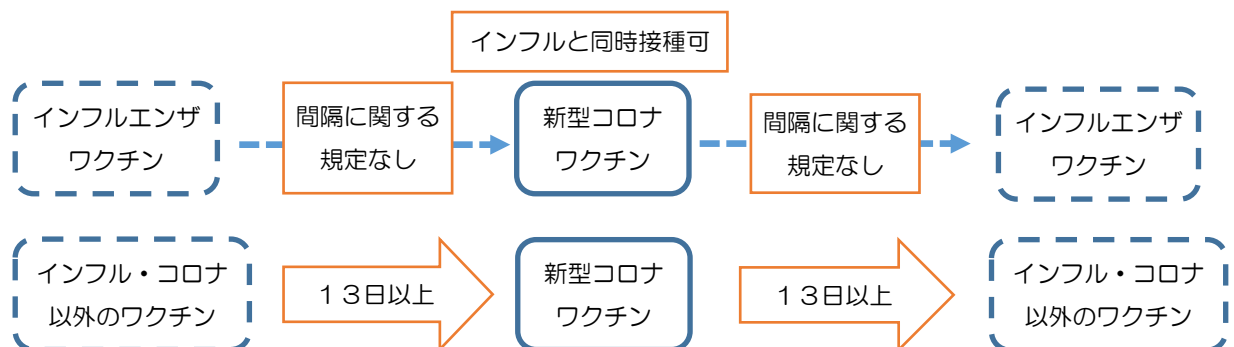 インフルと同時接種可
インフルエンザ
ワクチン
間隔に関する
規定なし
新型コロナ
ワクチン
間隔に関する
規定なし
インフルエンザ
ワクチン
インフル・コロナ
以外のワクチン
１３日以上
新型コロナ
ワクチン
１３日以上
インフル・コロナ
以外のワクチン